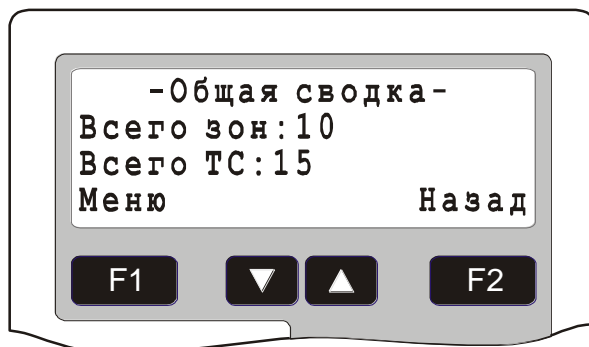 -Общая сводка-
Всего зон:10
Всего ТС:15
Меню Назад
F1 F2